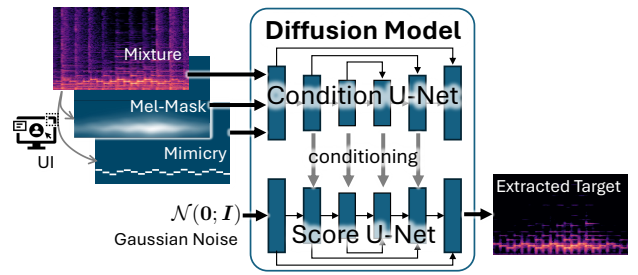 Diffusion Model
Mixture
Mel-Mask
Condition U-Net
Mimicry
UI
conditioning
Extracted Target
𝒩(0; I)
Gaussian Noise
Score U-Net